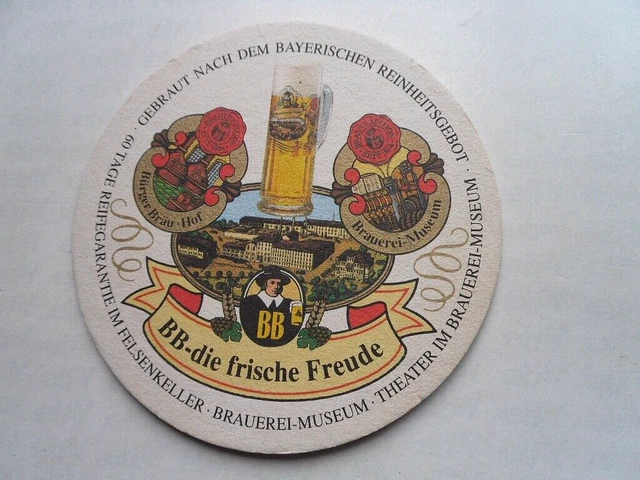 GEBRAUT NACH DEM BAYERISCHEN REINHEITSGEBOT · THEATER IM BRAUEREI-MUSEUM · BRAUEREI-MUSEUM · 60 TAGE REIFEGARANTIE IM FELSENKELLER ·
Bürger Bräu · Hof
Brauerei-Museum
BB
BB-die frische Freude